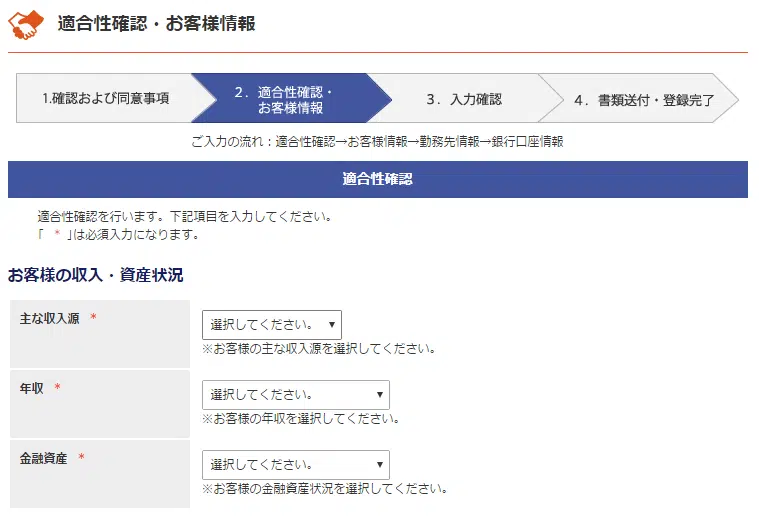 適合性確認・お客様情報
1.確認および同意事項
2．適合性確認・
お客様情報
3．入力確認
4．書類送付・登録完了
ご入力の流れ：適合性確認→お客様情報→勤務先情報→銀行口座情報
適合性確認
適合性確認を行います。下記項目を入力してください。
「 * 」は必須入力になります。
お客様の収入・資産状況
主な収入源 *
選択してください。 ▼
※お客様の主な収入源を選択してください。
年収 *
選択してください。 ▼
※お客様の年収を選択してください。
金融資産 *
選択してください。 ▼
※お客様の金融資産状況を選択してください。